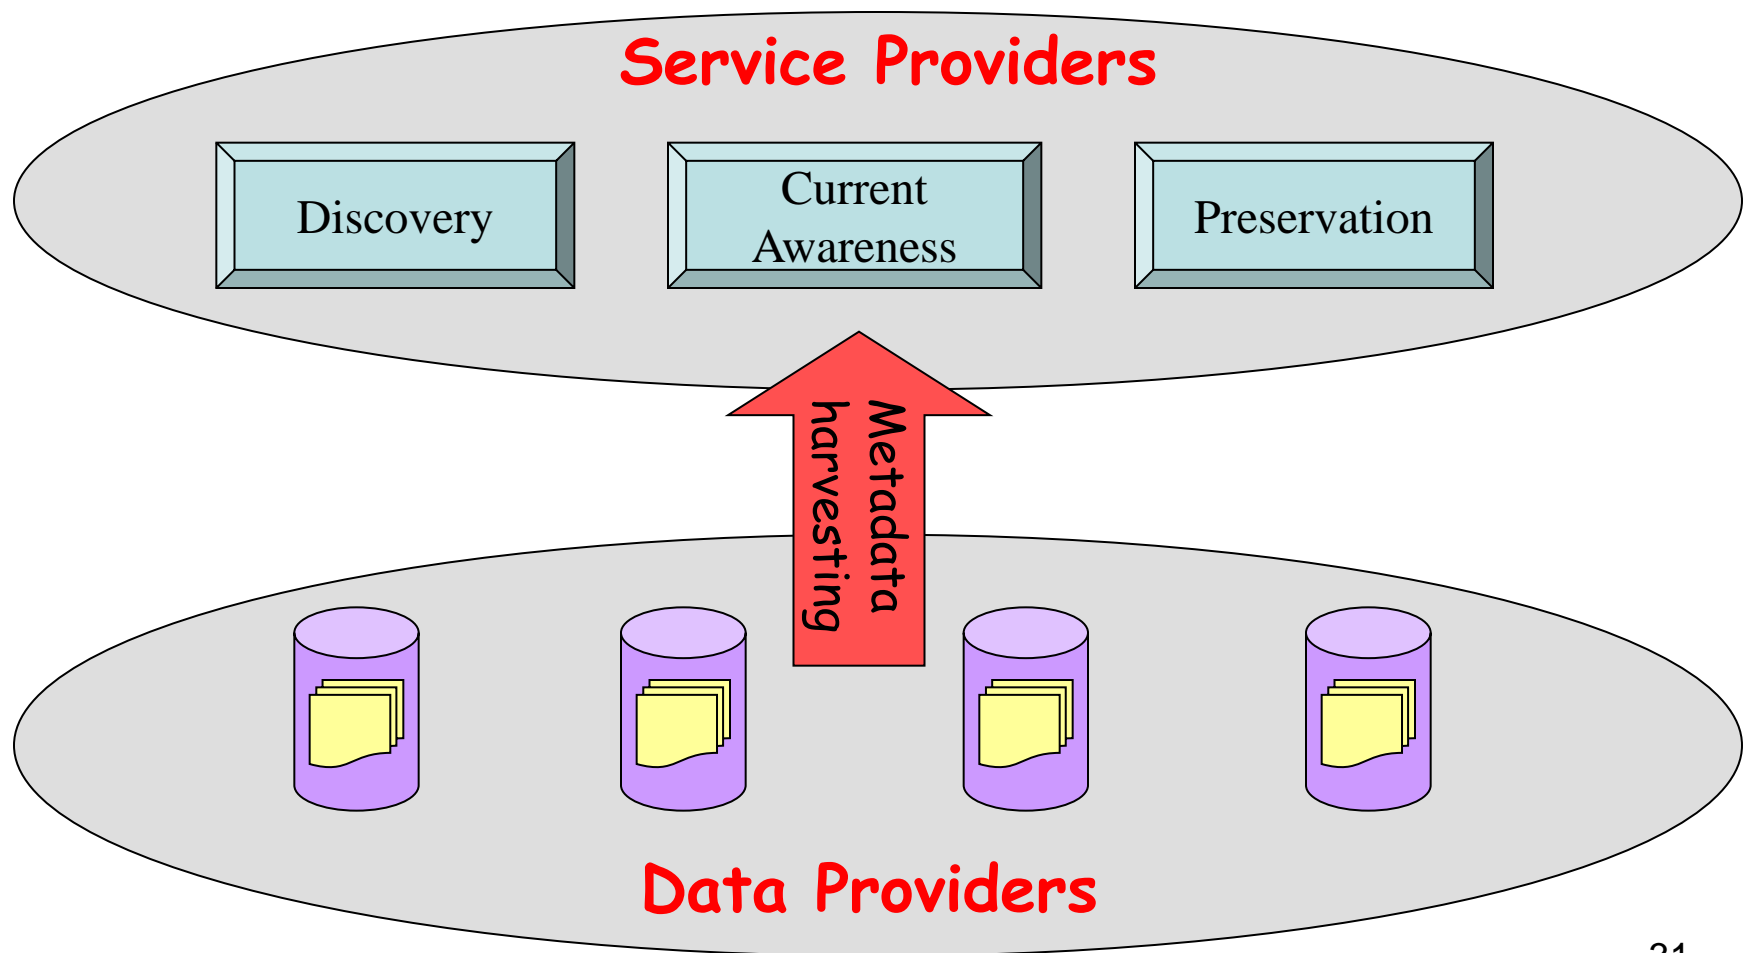 Service Providers
Discovery
Current
Awareness
Preservation
Metadata
harvesting
Data Providers